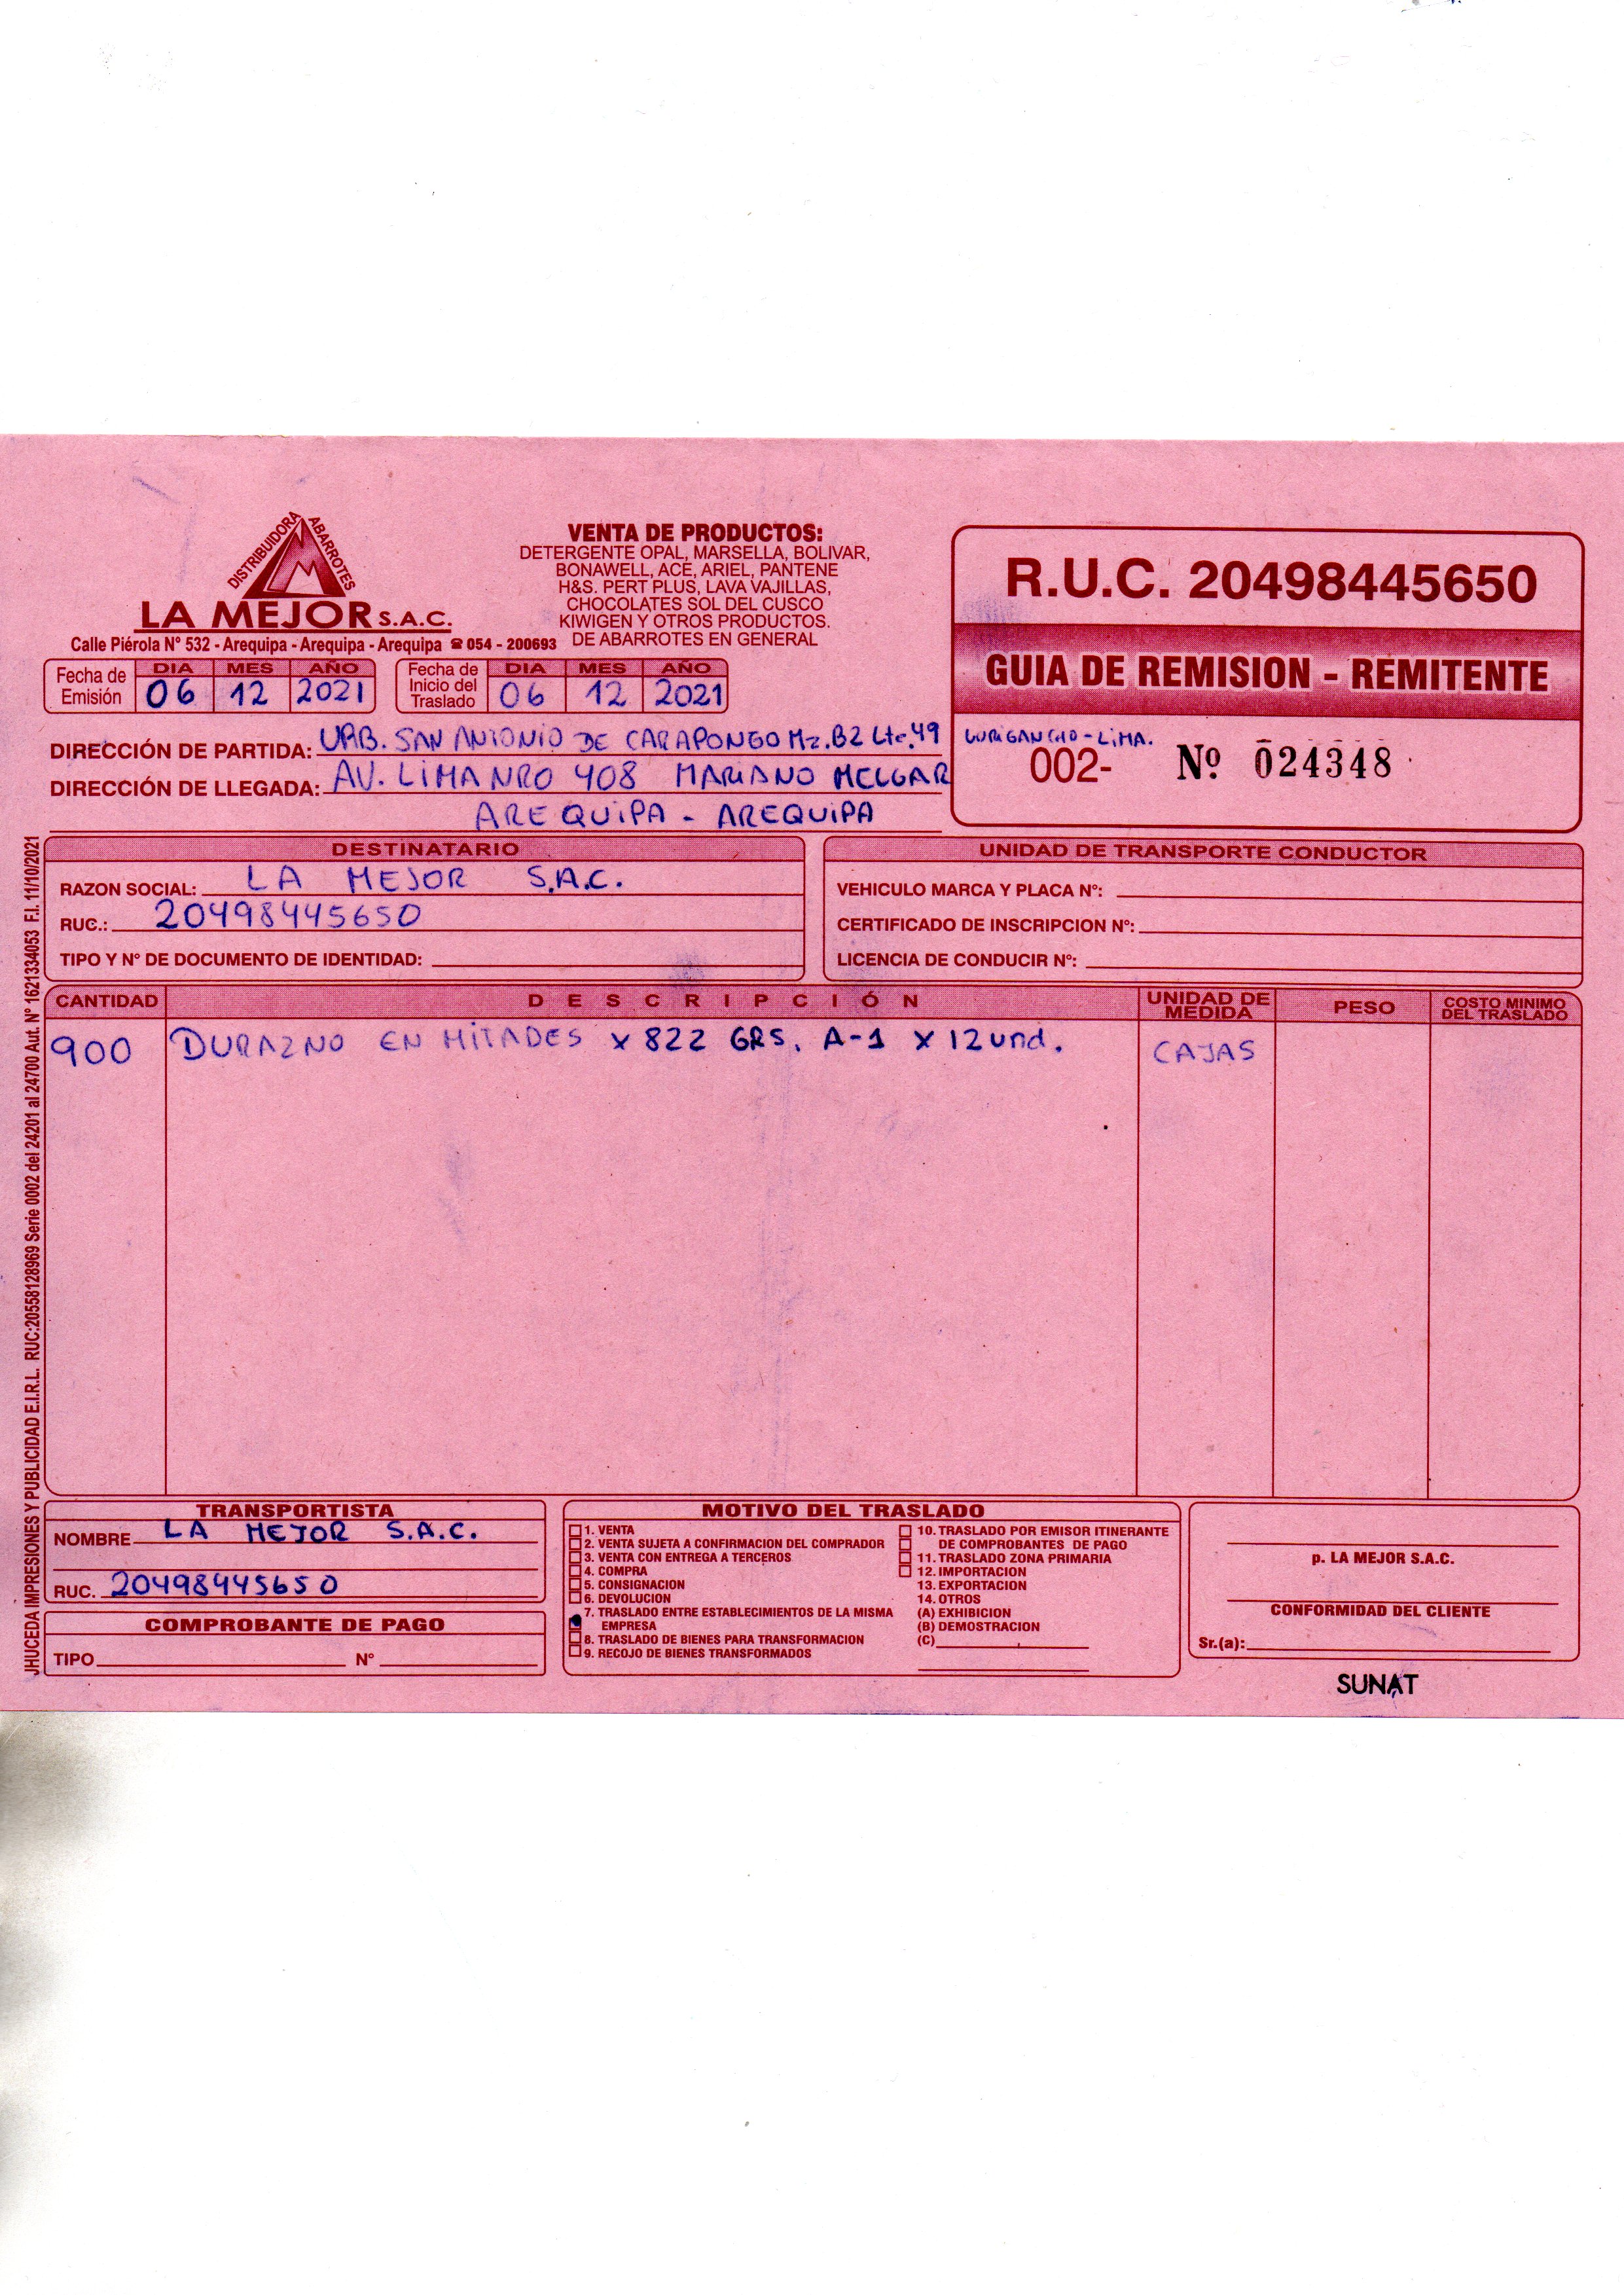 DISTRIBUIDORA ABARROTES
LA MEJOR S.A.C.
Calle Piérola N° 532 - Arequipa - Arequipa - Arequipa ☎ 054 - 200693
VENTA DE PRODUCTOS:
DETERGENTE OPAL, MARSELLA, BOLIVAR,
BONAWELL, ACE, ARIEL, PANTENE
H&S. PERT PLUS, LAVA VAJILLAS,
CHOCOLATES SOL DEL CUSCO
KIWIGEN Y OTROS PRODUCTOS.
DE ABARROTES EN GENERAL
R.U.C. 20498445650
GUIA DE REMISION - REMITENTE
LURIGANCHO - LIMA.
002- Nº 024348
Fecha de Emisión DIA MES AÑO
06 12 2021
Fecha de Inicio del Traslado DIA MES AÑO
06 12 2021
DIRECCIÓN DE PARTIDA: URB. SAN ANTONIO DE CARAPONGO Mz.B2 Lte.49
DIRECCIÓN DE LLEGADA: AV. LIMA NRO 408 MARIANO MELGAR
AREQUIPA - AREQUIPA
DESTINATARIO
RAZON SOCIAL: LA MEJOR S.A.C.
RUC.: 20498445650
TIPO Y N° DE DOCUMENTO DE IDENTIDAD:
UNIDAD DE TRANSPORTE CONDUCTOR
VEHICULO MARCA Y PLACA N°:
CERTIFICADO DE INSCRIPCION N°:
LICENCIA DE CONDUCIR N°:
CANTIDAD DESCRIPCIÓN UNIDAD DE MEDIDA PESO COSTO MINIMO DEL TRASLADO
900 DURAZNO EN MITADES x 822 GRS. A-1 x 12 und. CAJAS
JHUCEDA IMPRESIONES Y PUBLICIDAD E.I.R.L. RUC:20558128969 Serie 0002 del 24201 al 24700 Aut. N° 1621334053 F.I. 11/10/2021
TRANSPORTISTA
NOMBRE LA MEJOR S.A.C.
RUC. 20498445650
COMPROBANTE DE PAGO
TIPO N°
MOTIVO DEL TRASLADO
1. VENTA
2. VENTA SUJETA A CONFIRMACION DEL COMPRADOR
3. VENTA CON ENTREGA A TERCEROS
4. COMPRA
5. CONSIGNACION
6. DEVOLUCION
7. TRASLADO ENTRE ESTABLECIMIENTOS DE LA MISMA
EMPRESA
8. TRASLADO DE BIENES PARA TRANSFORMACION
9. RECOJO DE BIENES TRANSFORMADOS
10. TRASLADO POR EMISOR ITINERANTE
DE COMPROBANTES DE PAGO
11. TRASLADO ZONA PRIMARIA
12. IMPORTACION
13. EXPORTACION
14. OTROS
(A) EXHIBICION
(B) DEMOSTRACION
(C)
p. LA MEJOR S.A.C.
CONFORMIDAD DEL CLIENTE
Sr.(a):
SUNAT